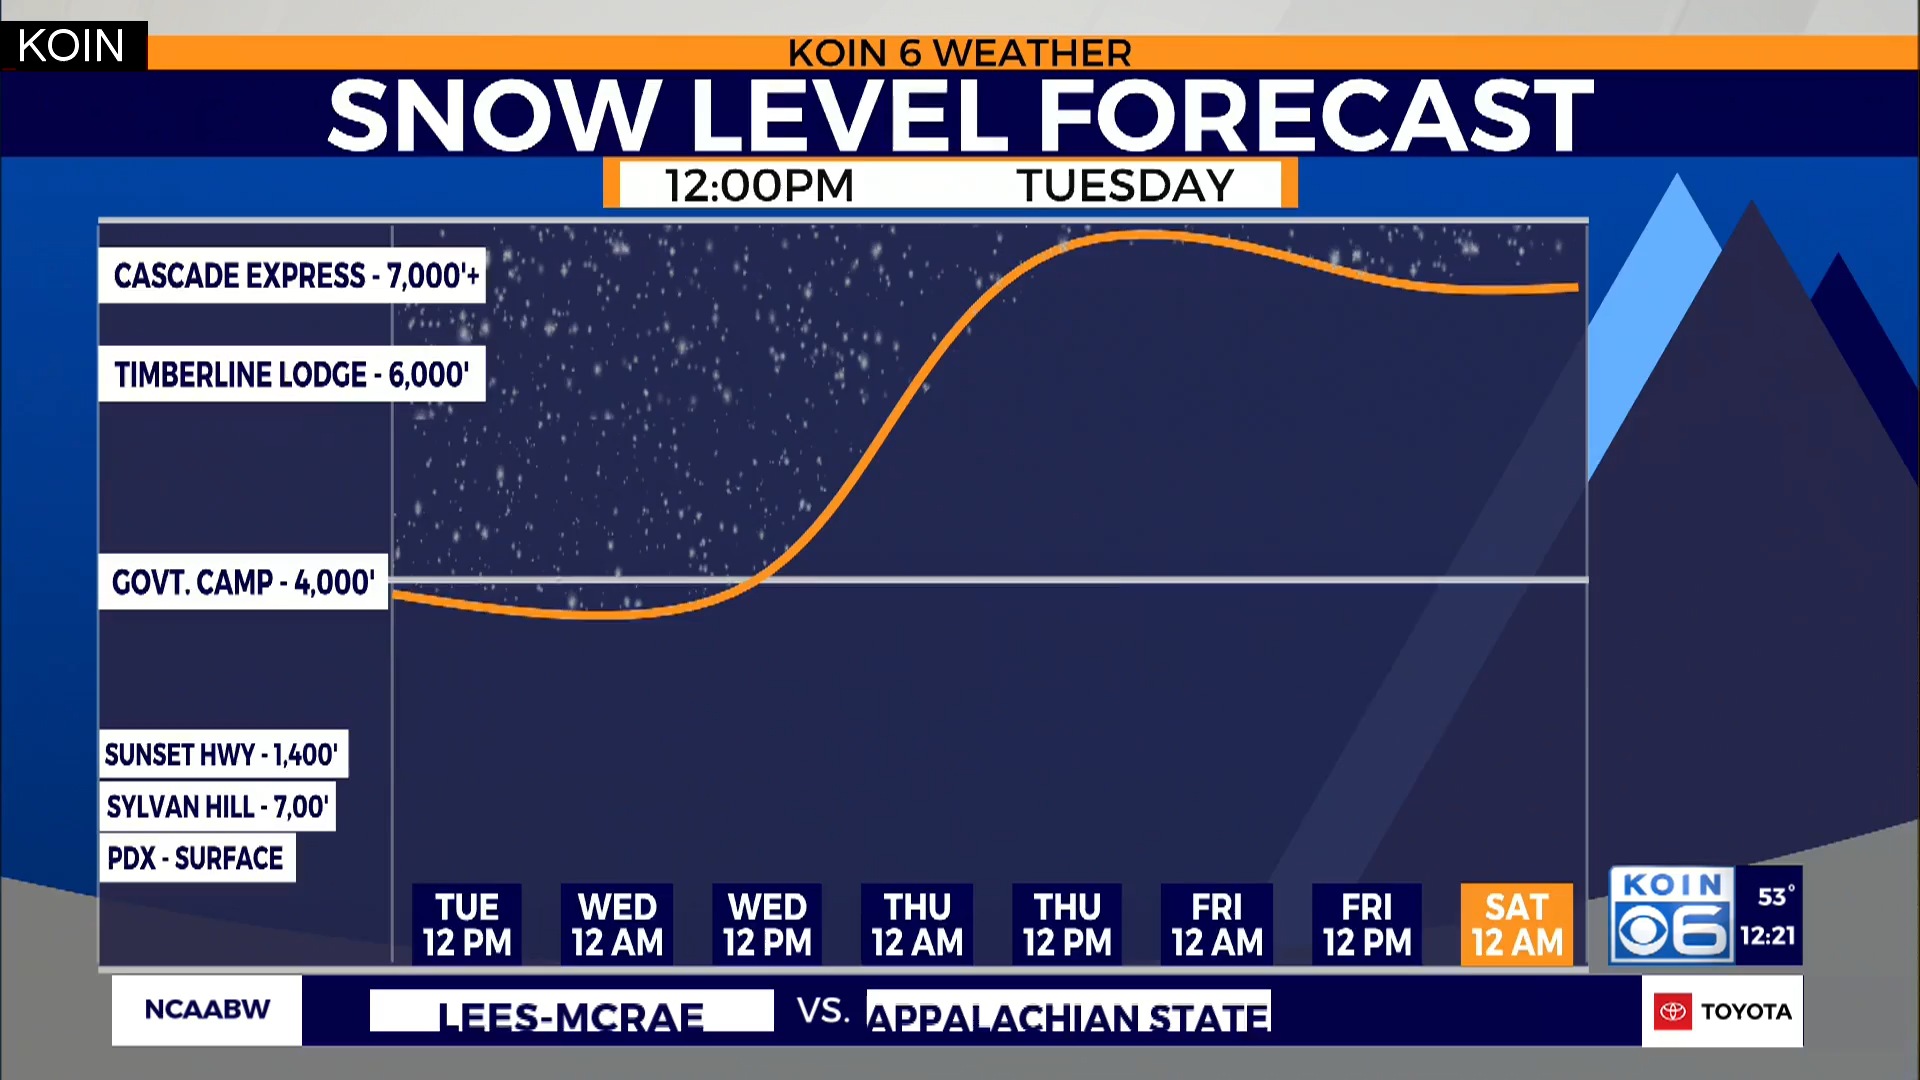 KOIN
KOIN 6 WEATHER
SNOW LEVEL FORECAST
12:00PM TUESDAY
CASCADE EXPRESS - 7,000'+
TIMBERLINE LODGE - 6,000'
GOVT. CAMP - 4,000'
SUNSET HWY - 1,400'
SYLVAN HILL - 7,00'
PDX - SURFACE
TUE 12 PM
WED 12 AM
WED 12 PM
THU 12 AM
THU 12 PM
FRI 12 AM
FRI 12 PM
SAT 12 AM
KOIN 6
53°
12:21
NCAABW LEES-MCRAE VS. APPALACHIAN STATE TOYOTA